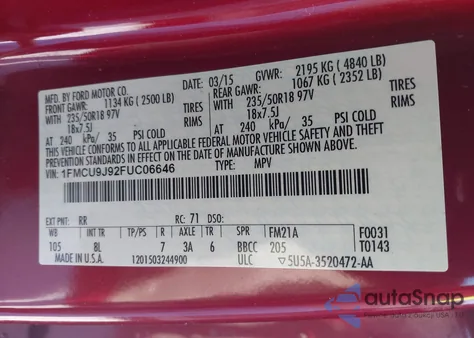 MFD. BY FORD MOTOR CO.
03/15 GVWR: 2195 KG ( 4840 LB)
FRONT GAWR: 1134 KG ( 2500 LB) REAR GAWR: 1067 KG ( 2352 LB)
WITH 235/50R18 97V TIRES WITH 235/50R18 97V TIRES
18x7.5J RIMS 18x7.5J RIMS
AT 240 kPa/ 35 PSI COLD AT 240 kPa/ 35 PSI COLD
THIS VEHICLE CONFORMS TO ALL APPLICABLE FEDERAL MOTOR VEHICLE SAFETY AND THEFT
PREVENTION STANDARDS IN EFFECT ON THE DATE OF MANUFACTURE SHOWN ABOVE.
VIN: 1FMCU9J92FUC06646 TYPE: MPV
EXT PNT: RR RC: 71 DSO:
WB INT TR TP/PS R AXLE TR SPR FM21A F0031
105 8L 7 3A 6 BBCC 205 T0143
MADE IN U.S.A. 1201503244900 ULC 5U5A-3520472-AA
autoSnap